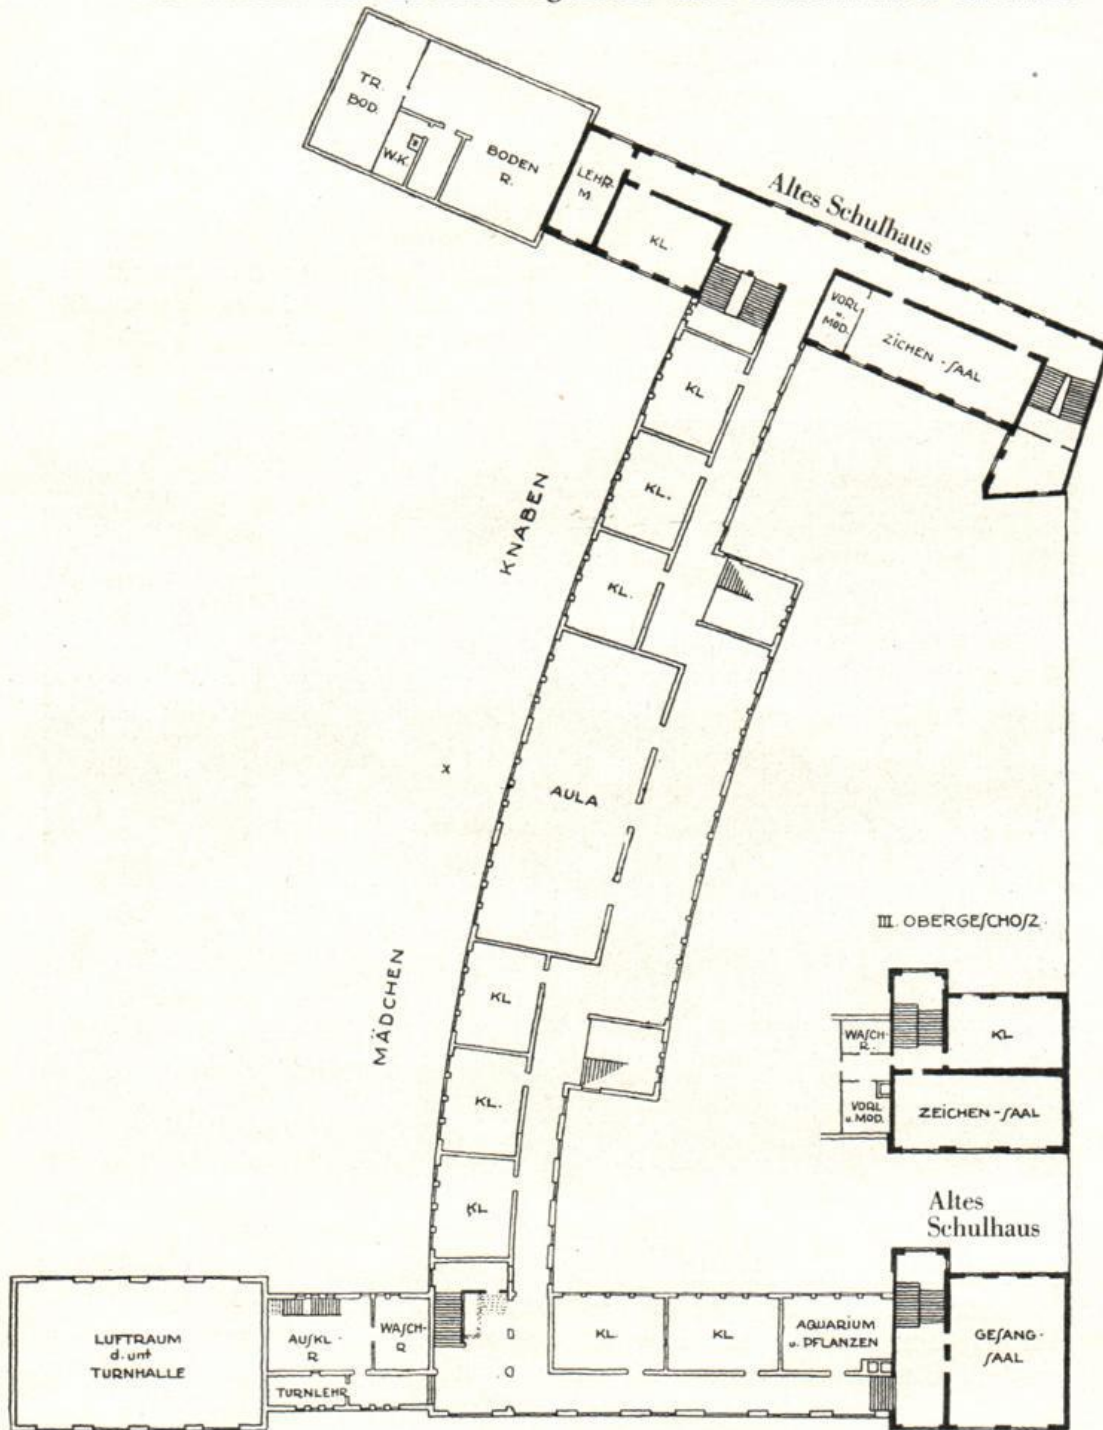 TR.
BOD.
W.K.
BODEN
R.
LEHR.
M.
KL
Altes Schulhaus
VORL
u.
MOD.
ZICHEN-SAAL
KL
KL.
KL.
KNABEN
AULA
x
MÄDCHEN
KL
KL.
KL
III. OBERGESCHOSZ.
WASCH-
R.
KL
VORL
u. MOD.
ZEICHEN-SAAL
Altes
Schulhaus
LUFTRAUM
d. unt
TURNHALLE
AUSKL.
R
WASCH-
R
TURNLEHR
KL.
KL.
AQUARIUM
u. PFLANZEN
GESANG-
SAAL